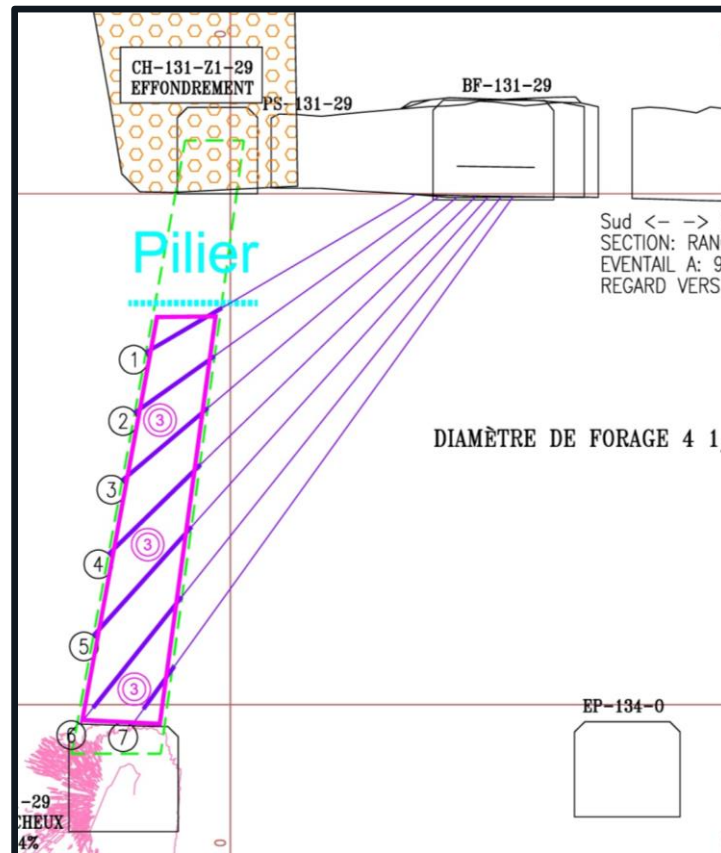 0
CH-131-Z1-29
EFFONDREMENT
PS-131-29
BF-131-29
Pilier
Sud <- ->
SECTION: RAN
EVENTAIL A: 9
REGARD VERS
1
2
3
3
DIAMÈTRE DE FORAGE 4 1
3
4
5
3
6
7
EP-134-0
-29
CHEUX
4%
0